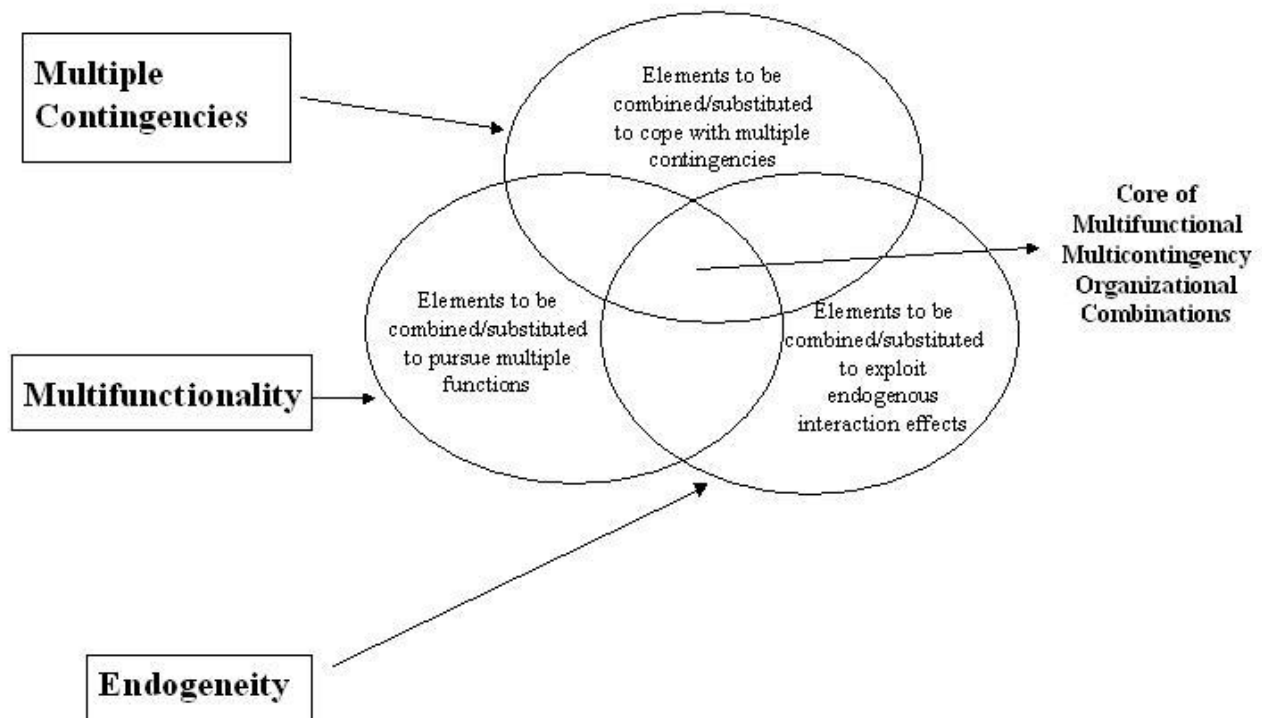 Multiple
Contingencies
Elements to be
combined/substituted
to cope with multiple
contingencies
Core of
Multifunctional
Multicontingency
Organizational
Combinations
Elements to be
combined/substituted
to pursue multiple
functions
Elements to be
combined/substituted
to exploit
endogenous
interaction effects
Multifunctionality
Endogeneity